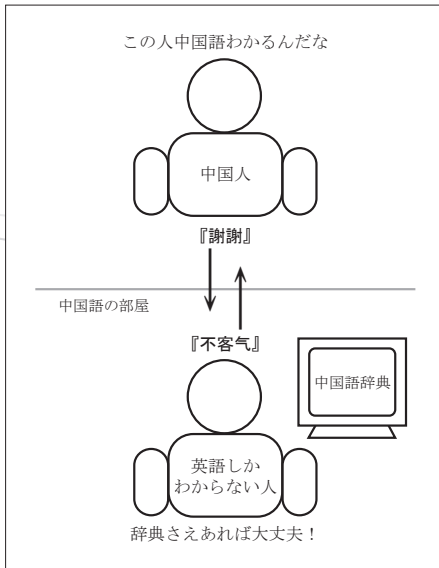 この人中国語わかるんだな
中国人
『謝謝』
中国語の部屋
『不客气』
中国語辞典
英語しか
わからない人
辞典さえあれば大丈夫！